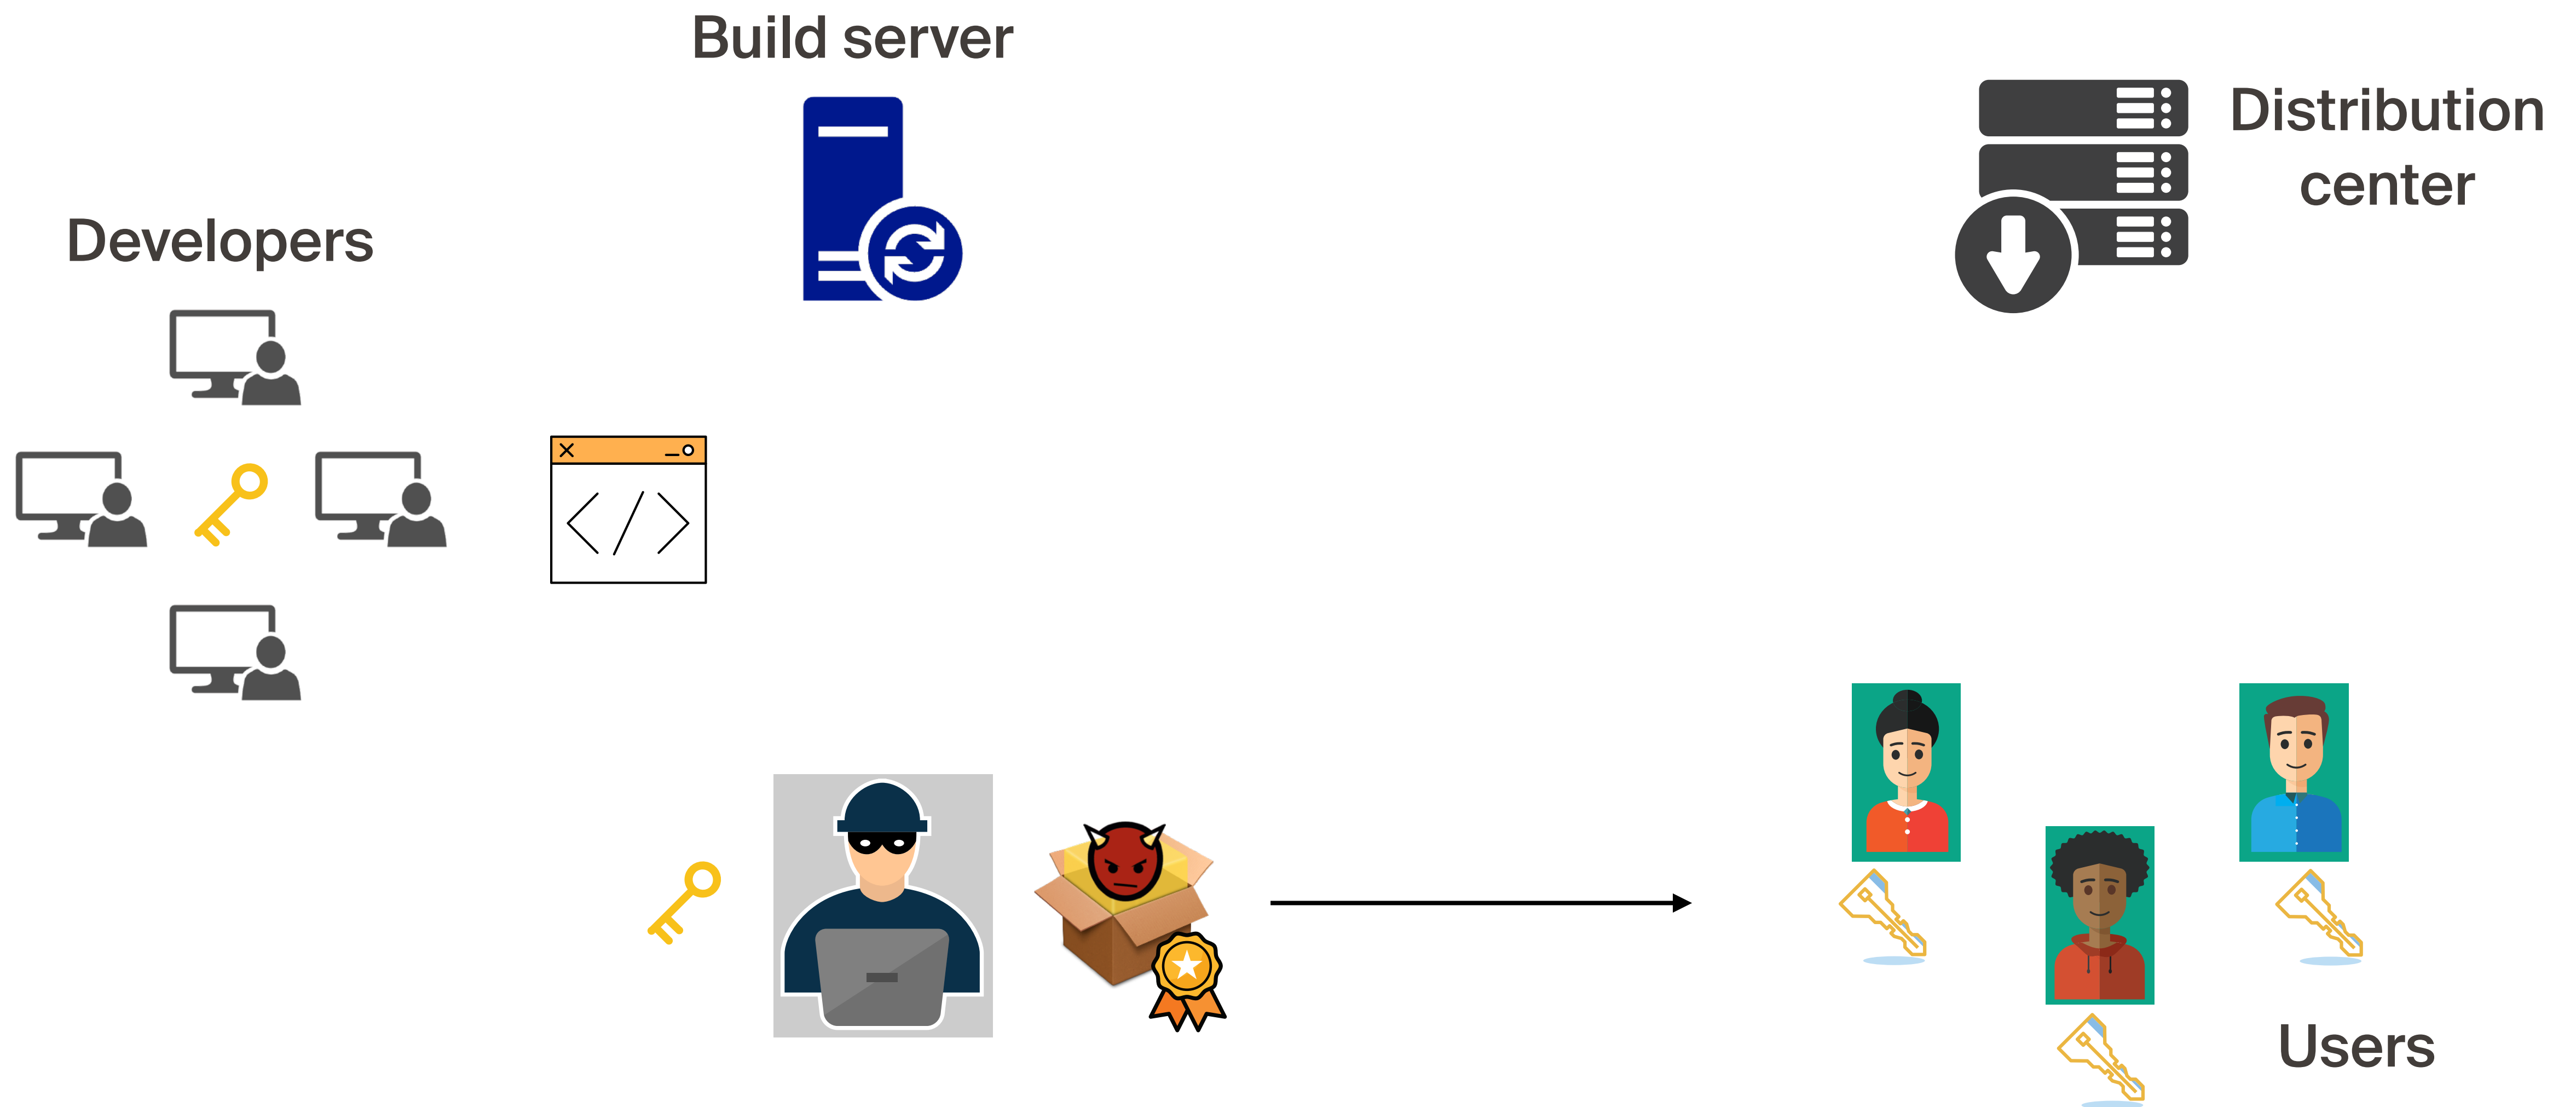 Build server
Distribution
center
Developers
Users